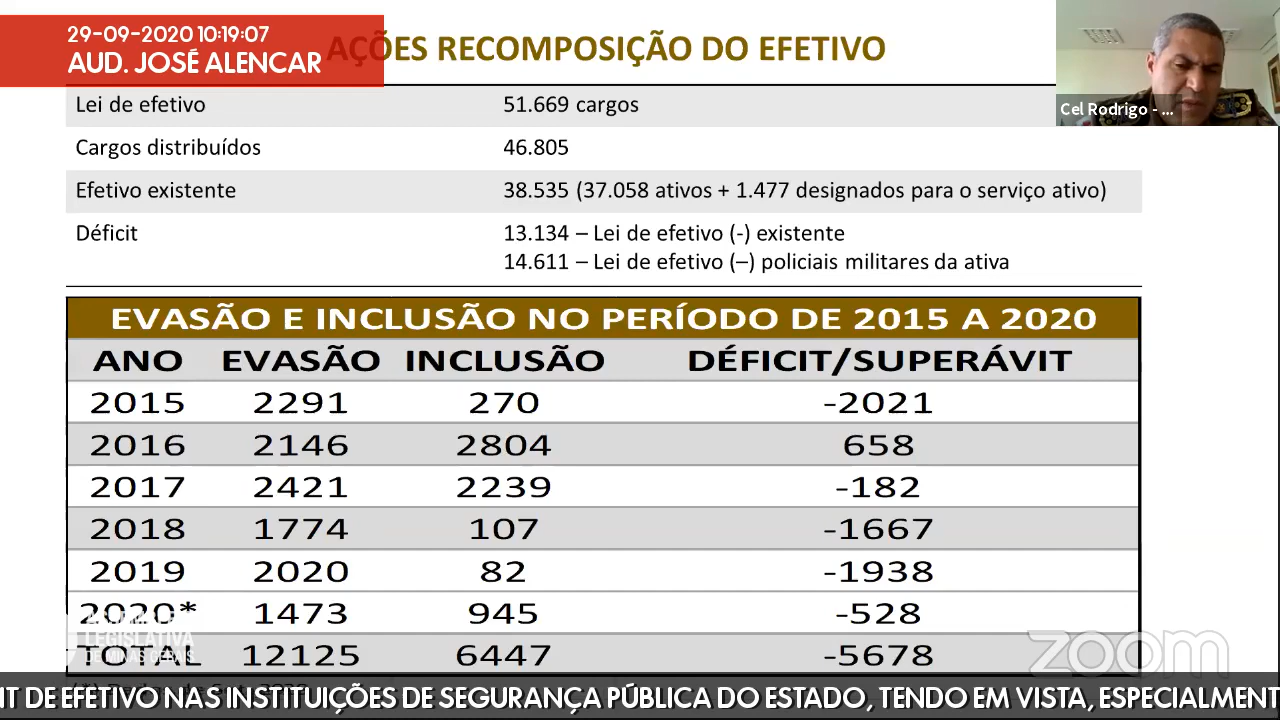 29-09-2020 10:19:07
AUD. JOSÉ ALENCAR
AÇÕES RECOMPOSIÇÃO DO EFETIVO
Cel Rodrigo - ...
Lei de efetivo 51.669 cargos
Cargos distribuídos 46.805
Efetivo existente 38.535 (37.058 ativos + 1.477 designados para o serviço ativo)
Déficit 13.134 – Lei de efetivo (-) existente
14.611 – Lei de efetivo (–) policiais militares da ativa
EVASÃO E INCLUSÃO NO PERÍODO DE 2015 A 2020
ANO EVASÃO INCLUSÃO DÉFICIT/SUPERÁVIT
2015 2291 270 -2021
2016 2146 2804 658
2017 2421 2239 -182
2018 1774 107 -1667
2019 2020 82 -1938
2020* 1473 945 -528
TOTAL 12125 6447 -5678
ASSEMBLEIA
LEGISLATIVA
DE MINAS GERAIS
zoom
IT DE EFETIVO NAS INSTITUIÇÕES DE SEGURANÇA PÚBLICA DO ESTADO, TENDO EM VISTA, ESPECIALMENT